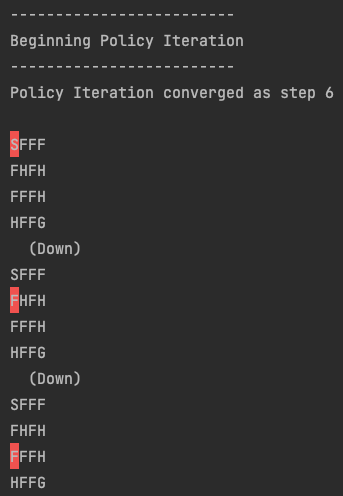 -------------------------
Beginning Policy Iteration
-------------------------
Policy Iteration converged as step 6
SFFF
FHFH
FFFH
HFFG
(Down)
SFFF
FHFH
FFFH
HFFG
(Down)
SFFF
FHFH
FFFH
HFFG